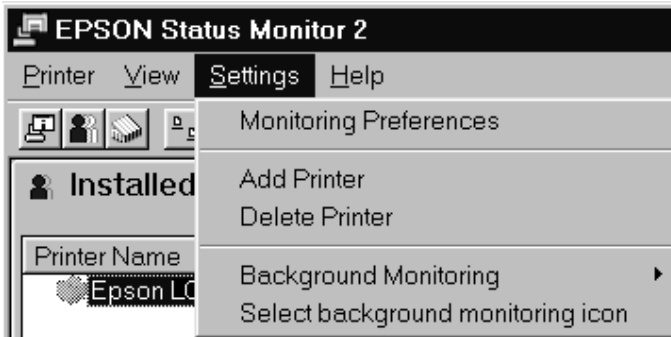 EPSON Status Monitor 2
Printer View Settings Help
Monitoring Preferences
Installed
Add Printer
Delete Printer
Printer Name
Epson LQ
Background Monitoring
Select background monitoring icon